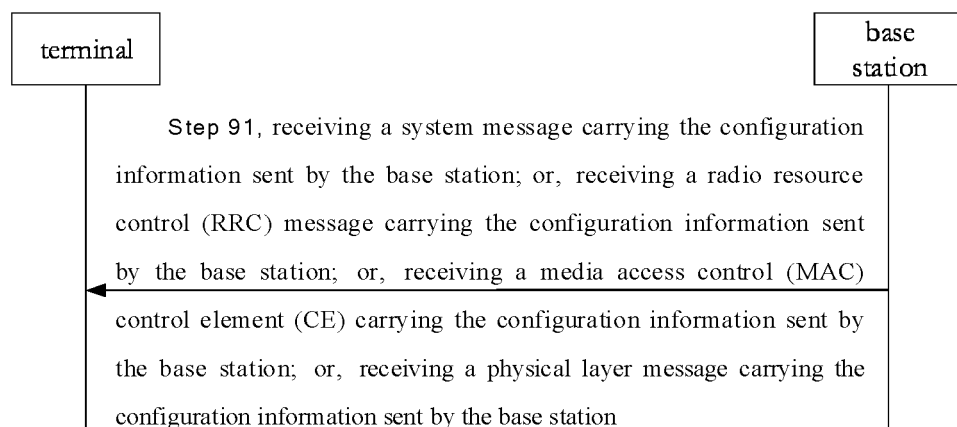 terminal
base
station
Step 91, receiving a system message carrying the configuration
information sent by the base station; or, receiving a radio resource
control (RRC) message carrying the configuration information sent
by the base station; or, receiving a media access control (MAC)
control element (CE) carrying the configuration information sent by
the base station; or, receiving a physical layer message carrying the
configuration information sent by the base station